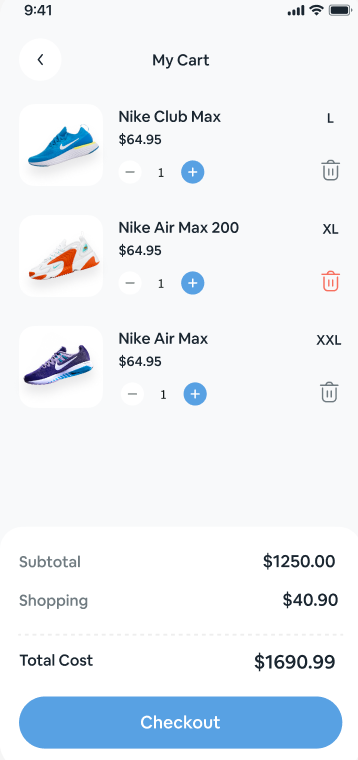 9:41
My Cart
Nike Club Max
L
$64.95
1
Nike Air Max 200
XL
$64.95
1
Nike Air Max
XXL
$64.95
1
Subtotal
$1250.00
Shopping
$40.90
Total Cost
$1690.99
Checkout